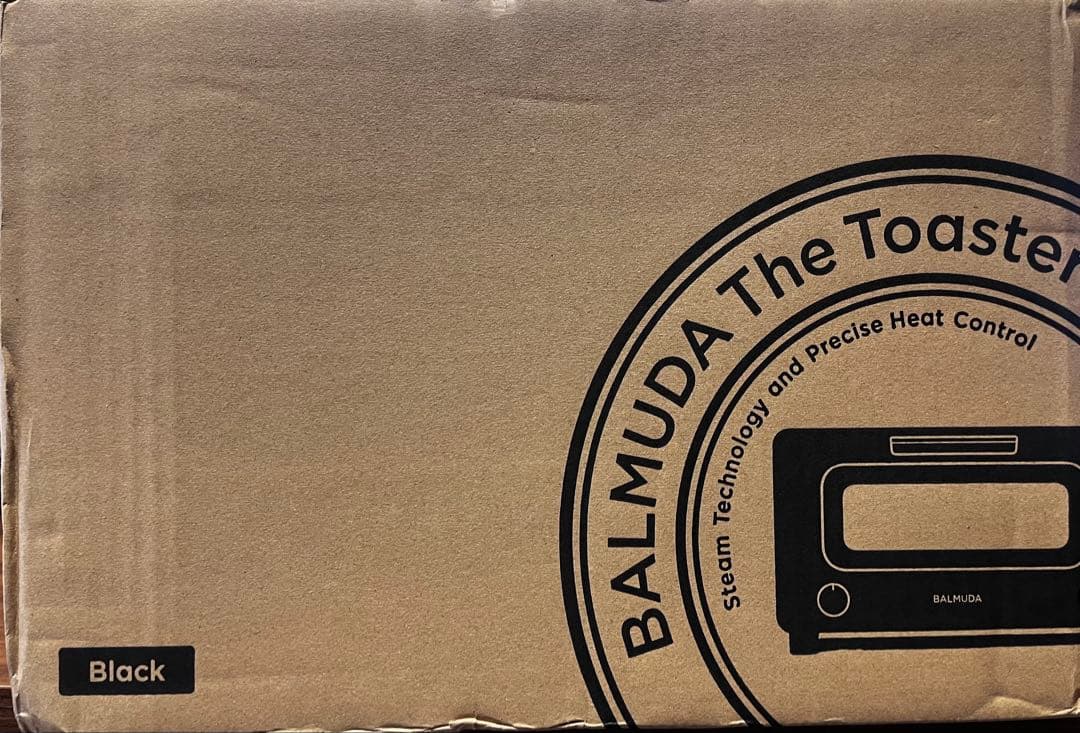 BALMUDA The Toaster
Steam Technology and Precise Heat Control
BALMUDA
Black